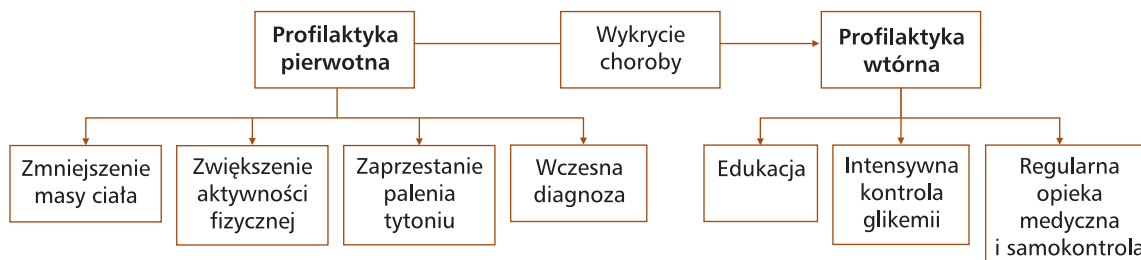 Profilaktyka
pierwotna
Wykrycie
choroby
Profilaktyka
wtórna
Zmniejszenie
masy ciała
Zwiększenie
aktywności
fizycznej
Zaprzestanie
palenia
tytoniu
Wczesna
diagnoza
Edukacja
Intensywna
kontrola
glikemii
Regularna
opieka
medyczna
i samokontrola